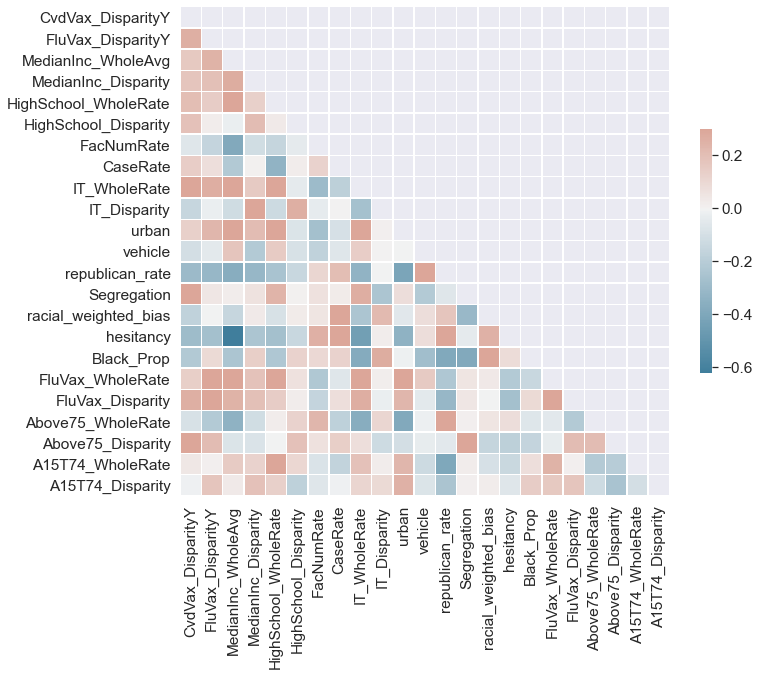 CvdVax_DisparityY
FluVax_DisparityY
MedianInc_WholeAvg
MedianInc_Disparity
HighSchool_WholeRate
HighSchool_Disparity
FacNumRate
CaseRate
IT_WholeRate
IT_Disparity
urban
vehicle
republican_rate
Segregation
racial_weighted_bias
hesitancy
Black_Prop
FluVax_WholeRate
FluVax_Disparity
Above75_WholeRate
Above75_Disparity
A15T74_WholeRate
A15T74_Disparity
0.2
0.0
−0.2
−0.4
−0.6
CvdVax_DisparityY
FluVax_DisparityY
MedianInc_WholeAvg
MedianInc_Disparity
HighSchool_WholeRate
HighSchool_Disparity
FacNumRate
CaseRate
IT_WholeRate
IT_Disparity
urban
vehicle
republican_rate
Segregation
racial_weighted_bias
hesitancy
Black_Prop
FluVax_WholeRate
FluVax_Disparity
Above75_WholeRate
Above75_Disparity
A15T74_WholeRate
A15T74_Disparity